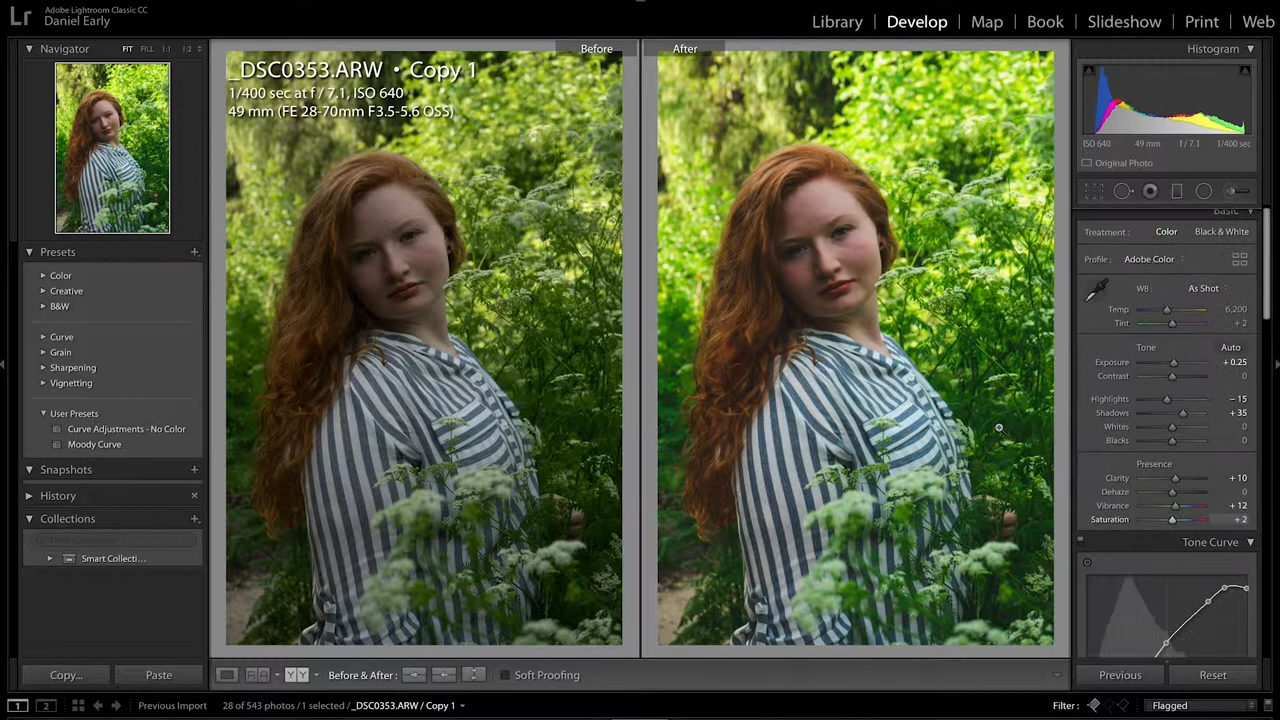 Lr Adobe Lightroom Classic CC
Daniel Early
Library | Develop | Map | Book | Slideshow | Print | Web
Navigator FIT FILL 1:1 1:2
Before After
Histogram
_DSC0353.ARW • Copy 1
1/400 sec at f / 7.1, ISO 640
49 mm (FE 28-70mm F3.5-5.6 OSS)
ISO 640 49 mm f / 7.1 1/400 sec
Original Photo
Basic
Treatment : Color Black & White
Profile : Adobe Color
WB : As Shot
Temp 6,200
Tint + 2
Tone Auto
Exposure + 0.25
Contrast 0
Highlights − 15
Shadows + 35
Whites 0
Blacks 0
Presence
Clarity + 10
Dehaze 0
Vibrance + 12
Saturation + 2
Tone Curve
Presets +
Color
Creative
B&W
Curve
Grain
Sharpening
Vignetting
User Presets
Curve Adjustments - No Color
Moody Curve
Snapshots +
History ×
Collections +
Smart Collecti...
Copy... Paste
RA YY Before & After : Soft Proofing
Previous Reset
1 2 Previous Import 28 of 543 photos / 1 selected / _DSC0353.ARW / Copy 1
Filter : Flagged